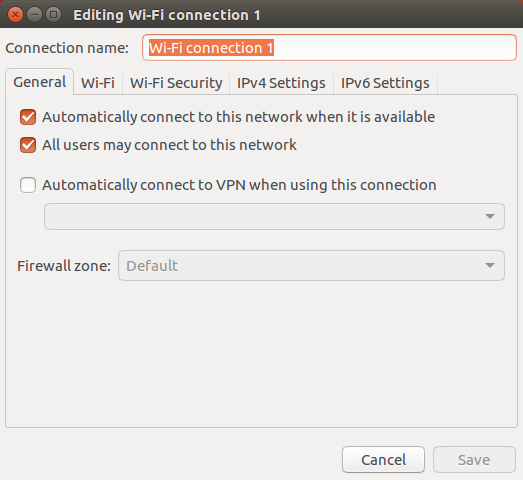 Editing Wi-Fi connection 1
Connection name: Wi-Fi connection 1
General Wi-Fi Wi-Fi Security IPv4 Settings IPv6 Settings
Automatically connect to this network when it is available
All users may connect to this network
Automatically connect to VPN when using this connection
Firewall zone: Default
Cancel Save